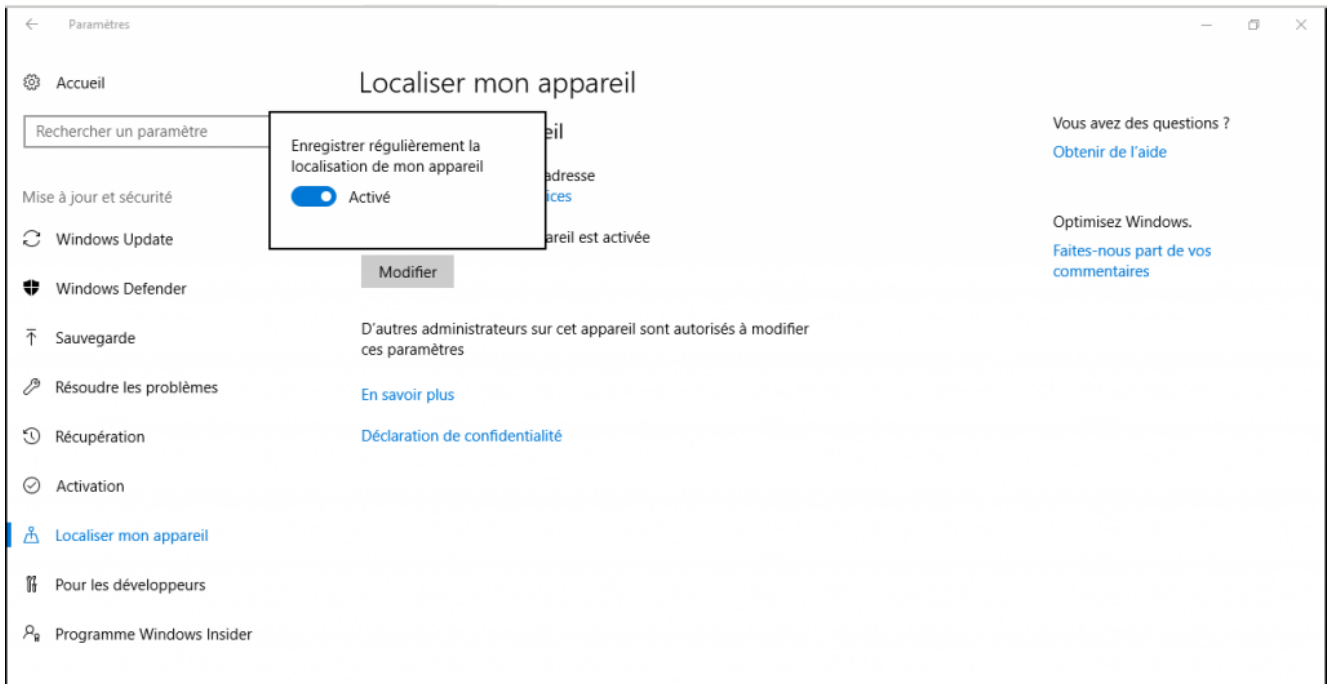 Paramètres
Accueil
Rechercher un paramètre
Mise à jour et sécurité
Windows Update
Windows Defender
Sauvegarde
Résoudre les problèmes
Récupération
Activation
Localiser mon appareil
Pour les développeurs
Programme Windows Insider
Localiser mon appareil
eil
Enregistrer régulièrement la
localisation de mon appareil
Activé
adresse
ices
areil est activée
Modifier
D'autres administrateurs sur cet appareil sont autorisés à modifier
ces paramètres
En savoir plus
Déclaration de confidentialité
Vous avez des questions ?
Obtenir de l'aide
Optimisez Windows.
Faites-nous part de vos
commentaires